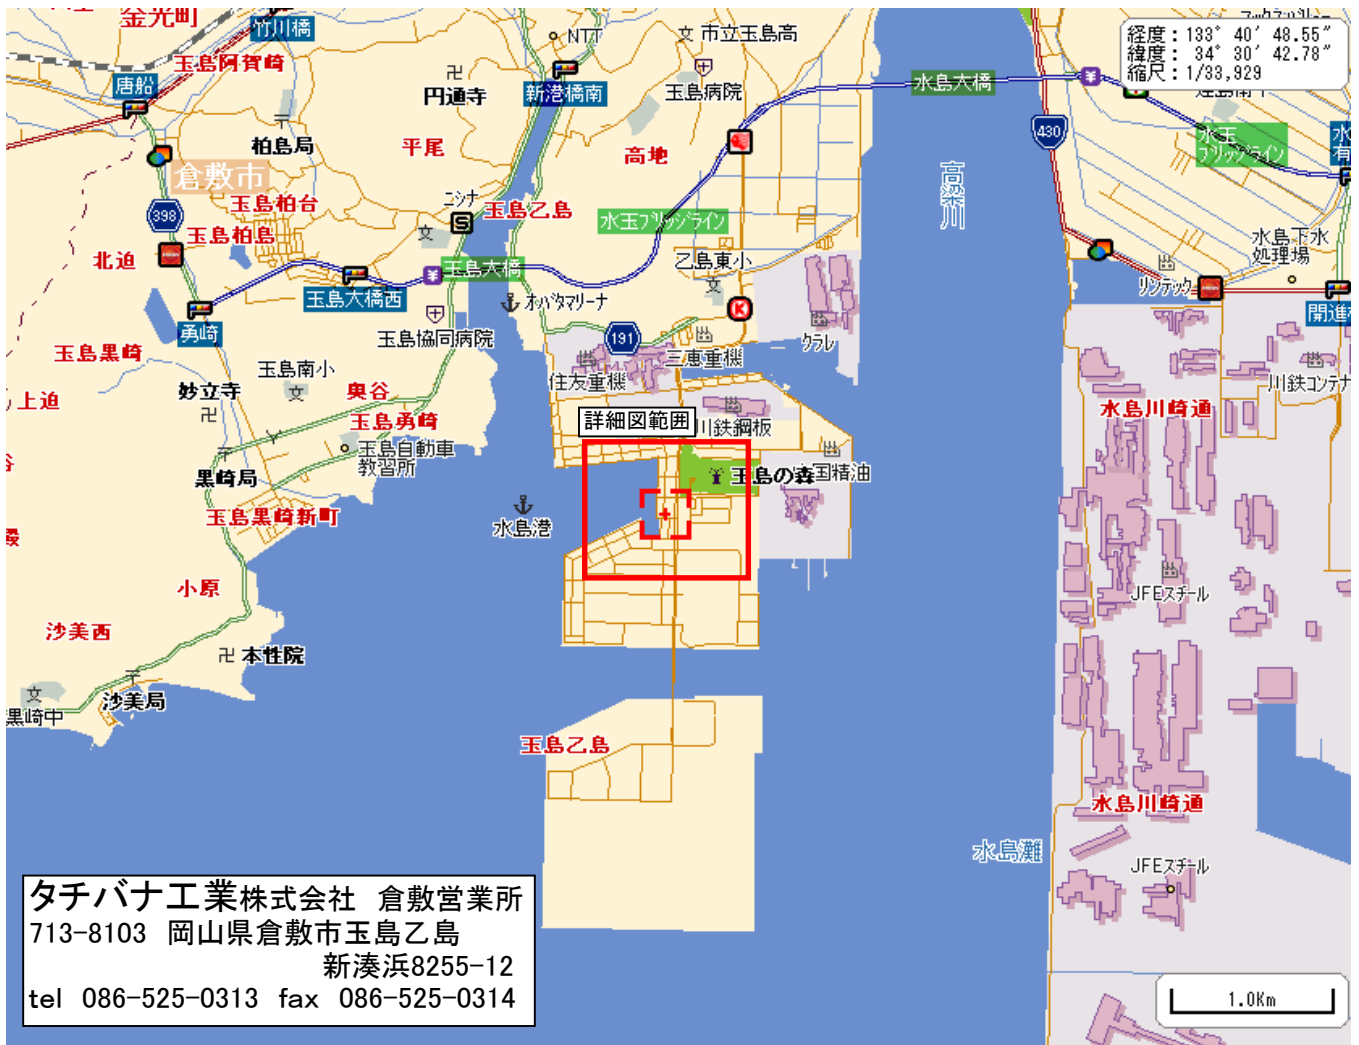 金光町
竹川橋
NTT
市立玉島高
経度：133° 40′ 48.55″
緯度： 34° 30′ 42.78″
縮尺：1/33,929
玉島阿賀崎
唐船
円通寺
新港橋南
玉島病院
水島大橋
430
水玉
ブリッジライン
柏島局
平尾
高地
高梁川
倉敷市
玉島柏台
ニシナ
398
玉島乙島
水玉ブリッジライン
玉島柏島
北迫
乙島東小
水島下水
処理場
玉島大橋
玉島大橋西
オバタマリーナ
リンテック
勇崎
玉島協同病院
191
三恵重機
クラレ
開進
玉島黒崎
玉島南小
住友重機
川鉄コンテナ
上迫
妙立寺
奥谷
玉島勇崎
詳細図範囲
川鉄鋼板
水島川崎通
玉島自動車
教習所
黒崎局
玉島の森
国精油
玉島黒崎新町
水島港
小原
JFEスチール
沙美西
本性院
沙美局
黒崎中
玉島乙島
水島川崎通
水島灘
JFEスチール
タチバナ工業株式会社 倉敷営業所
713-8103 岡山県倉敷市玉島乙島
新湊浜8255-12
tel 086-525-0313 fax 086-525-0314
1.0Km